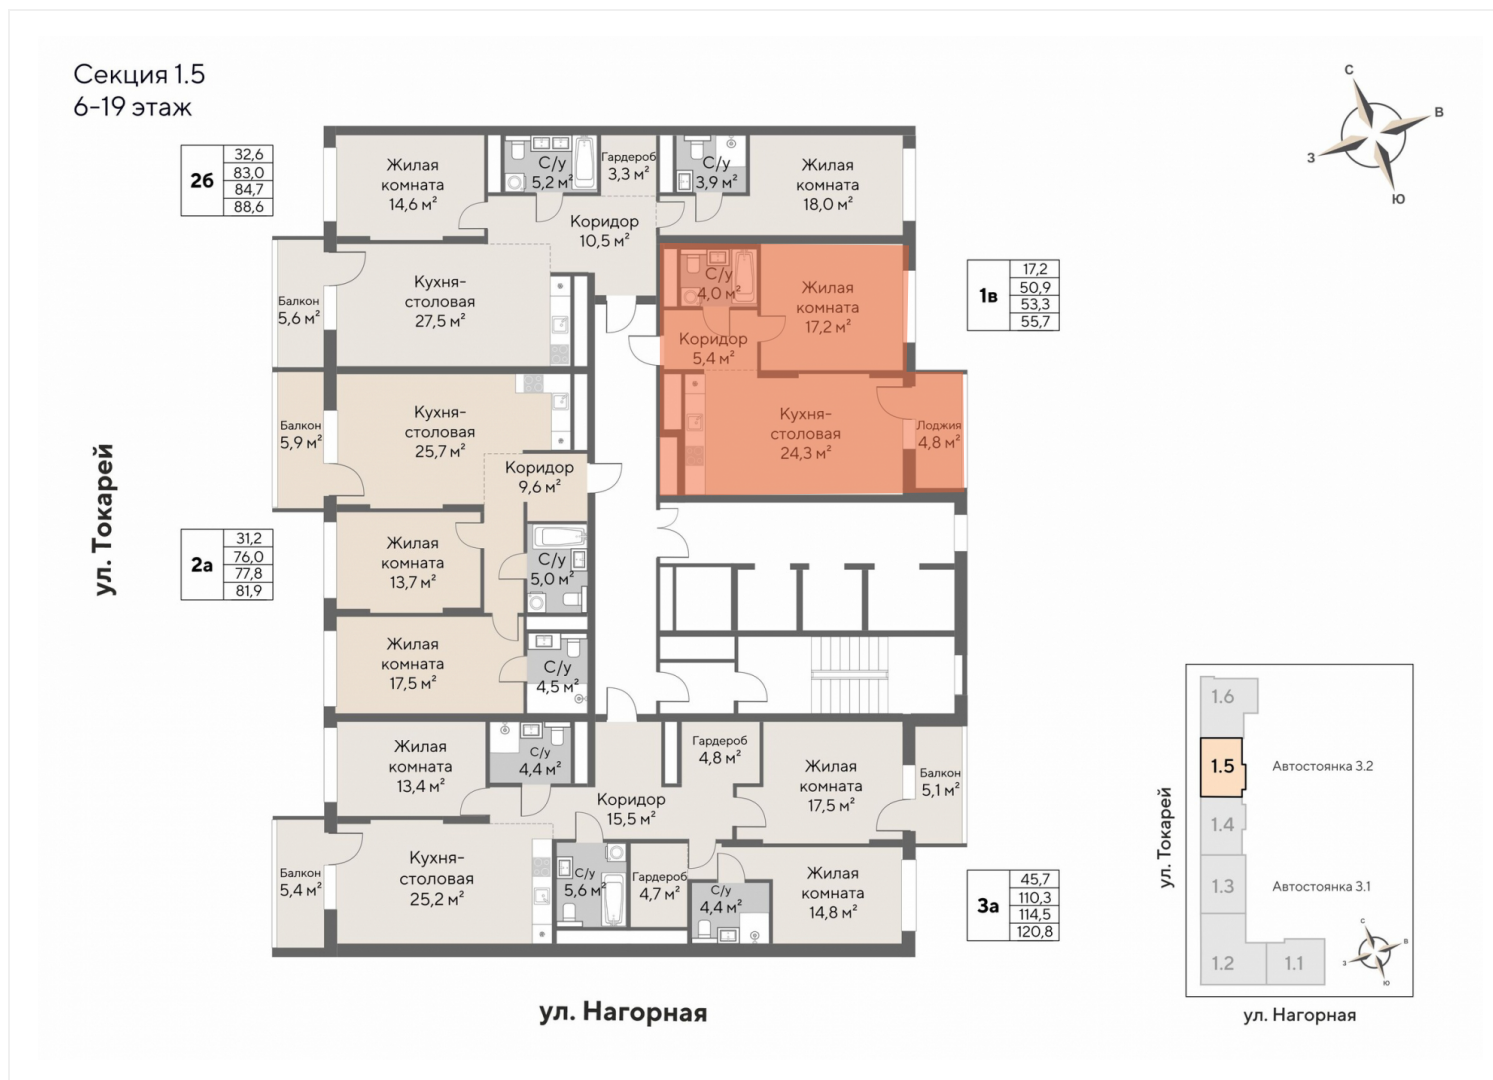 Секция 1.5
6-19 этаж
С
В
З
Ю
2б
32,6
83,0
84,7
88,6
Жилая
комната
14,6 м²
С/у
5,2 м²
Гардероб
3,3 м²
С/у
3,9 м²
Жилая
комната
18,0 м²
Коридор
10,5 м²
Балкон
5,6 м²
Кухня-
столовая
27,5 м²
С/у
4,0 м²
Жилая
комната
17,2 м²
Коридор
5,4 м²
1в
17,2
50,9
53,3
55,7
Балкон
5,9 м²
Кухня-
столовая
25,7 м²
Коридор
9,6 м²
Кухня-
столовая
24,3 м²
Лоджия
4,8 м²
ул. Токарей
2а
31,2
76,0
77,8
81,9
Жилая
комната
13,7 м²
С/у
5,0 м²
Жилая
комната
17,5 м²
С/у
4,5 м²
Жилая
комната
13,4 м²
С/у
4,4 м²
Гардероб
4,8 м²
Жилая
комната
17,5 м²
Балкон
5,1 м²
Коридор
15,5 м²
Балкон
5,4 м²
Кухня-
столовая
25,2 м²
С/у
5,6 м²
Гардероб
4,7 м²
С/у
4,4 м²
Жилая
комната
14,8 м²
3а
45,7
110,3
114,5
120,8
ул. Нагорная
1.6
1.5
Автостоянка 3.2
1.4
1.3
Автостоянка 3.1
1.2
1.1
С
В
З
Ю
ул. Токарей
ул. Нагорная